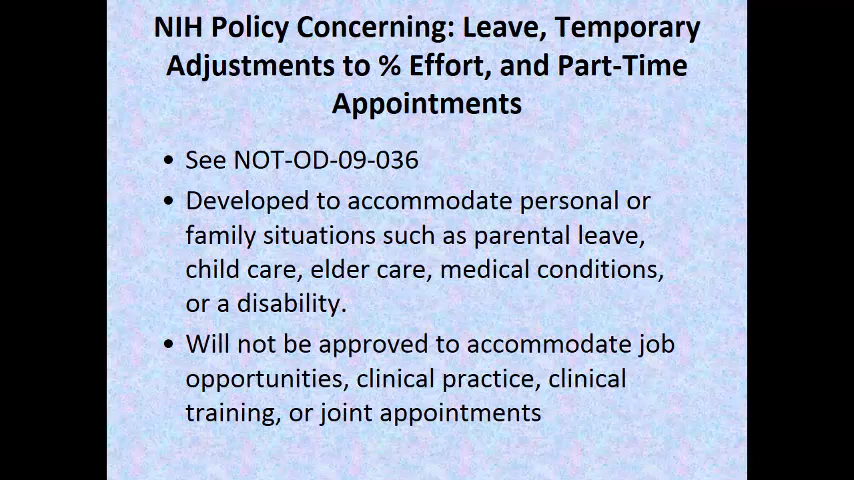 NIH Policy Concerning: Leave, Temporary
Adjustments to % Effort, and Part-Time
Appointments
• See NOT-OD-09-036
• Developed to accommodate personal or
family situations such as parental leave,
child care, elder care, medical conditions,
or a disability.
• Will not be approved to accommodate job
opportunities, clinical practice, clinical
training, or joint appointments